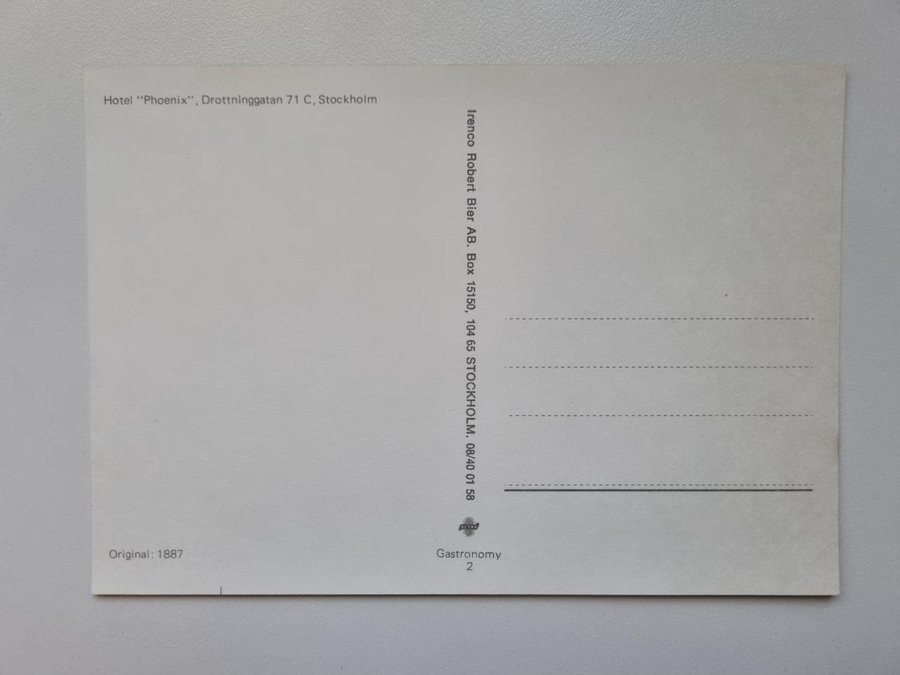 Hotel "Phoenix", Drottninggatan 71 C, Stockholm
Irenco Robert Bier AB. Box 15150, 104 65 STOCKHOLM. 08/40 01 58
Original: 1887
Gastronomy
2